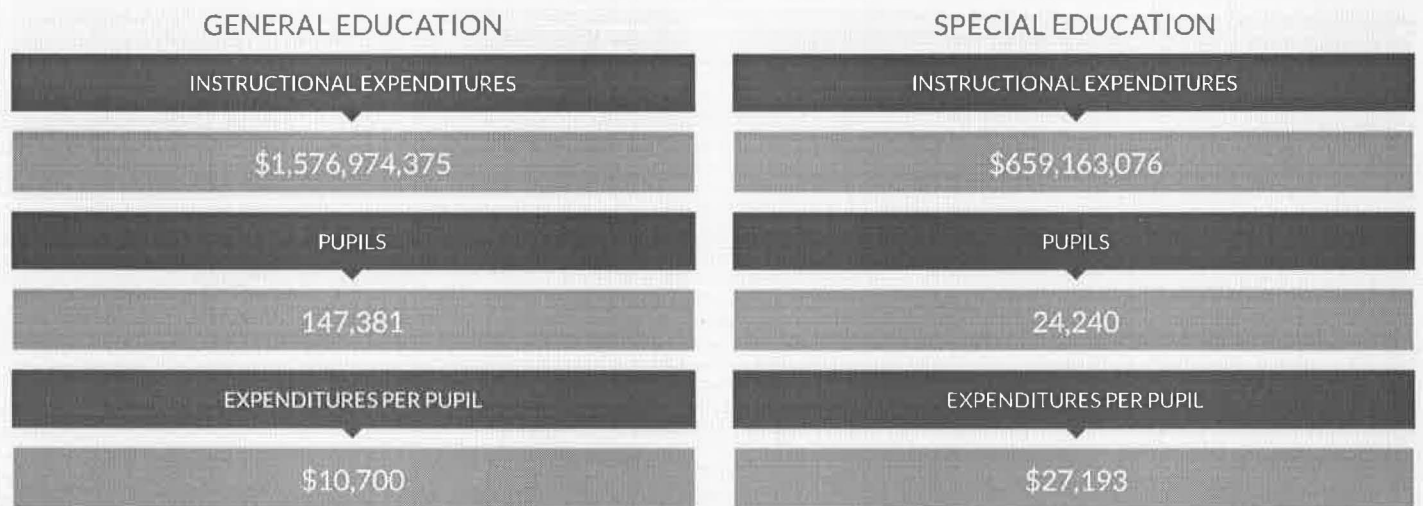 GENERAL EDUCATION
INSTRUCTIONAL EXPENDITURES
$1,576,974,375
PUPILS
147,381
EXPENDITURES PER PUPIL
$10,700
SPECIAL EDUCATION
INSTRUCTIONAL EXPENDITURES
$659,163,076
PUPILS
24,240
EXPENDITURES PER PUPIL
$27,193